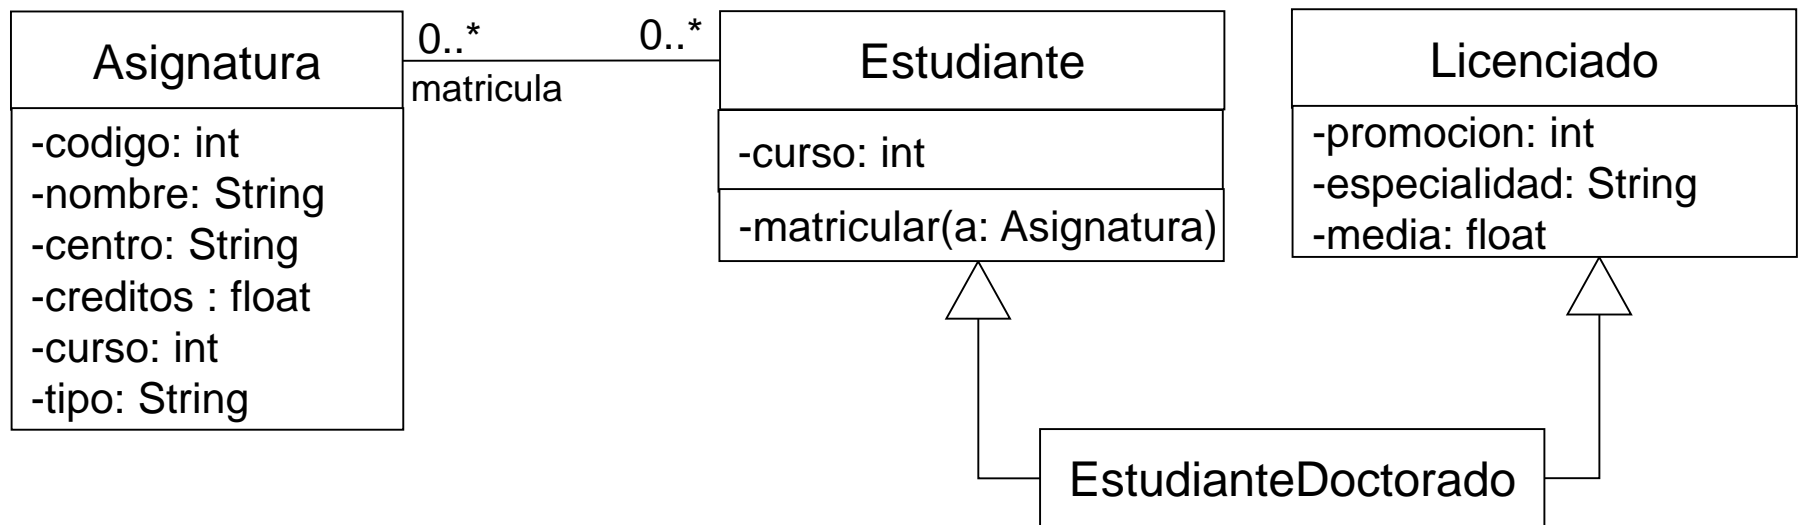 Asignatura
-codigo: int
-nombre: String
-centro: String
-creditos : float
-curso: int
-tipo: String
0..*
0..*
matricula
Estudiante
-curso: int
-matricular(a: Asignatura)
Licenciado
-promocion: int
-especialidad: String
-media: float
EstudianteDoctorado